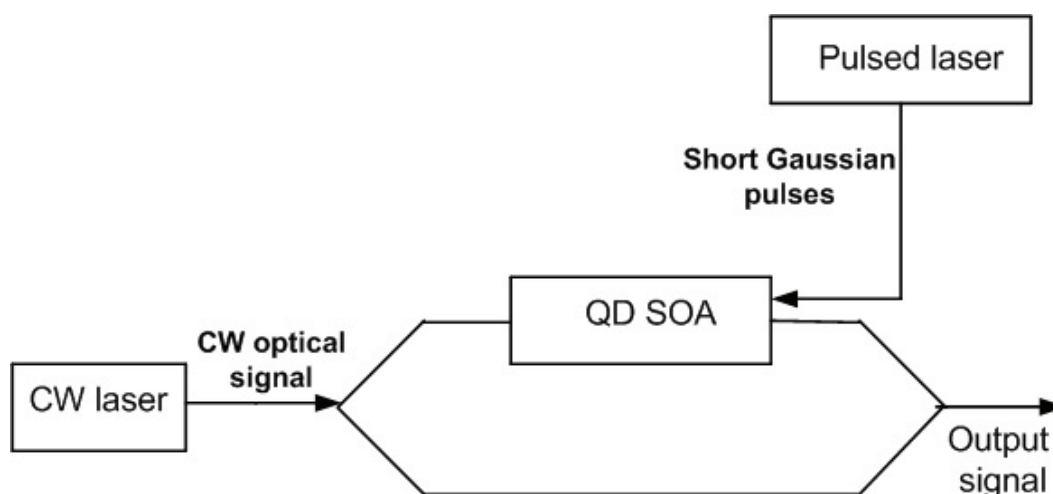 Pulsed laser
Short Gaussian
pulses
QD SOA
CW optical
signal
CW laser
Output
signal